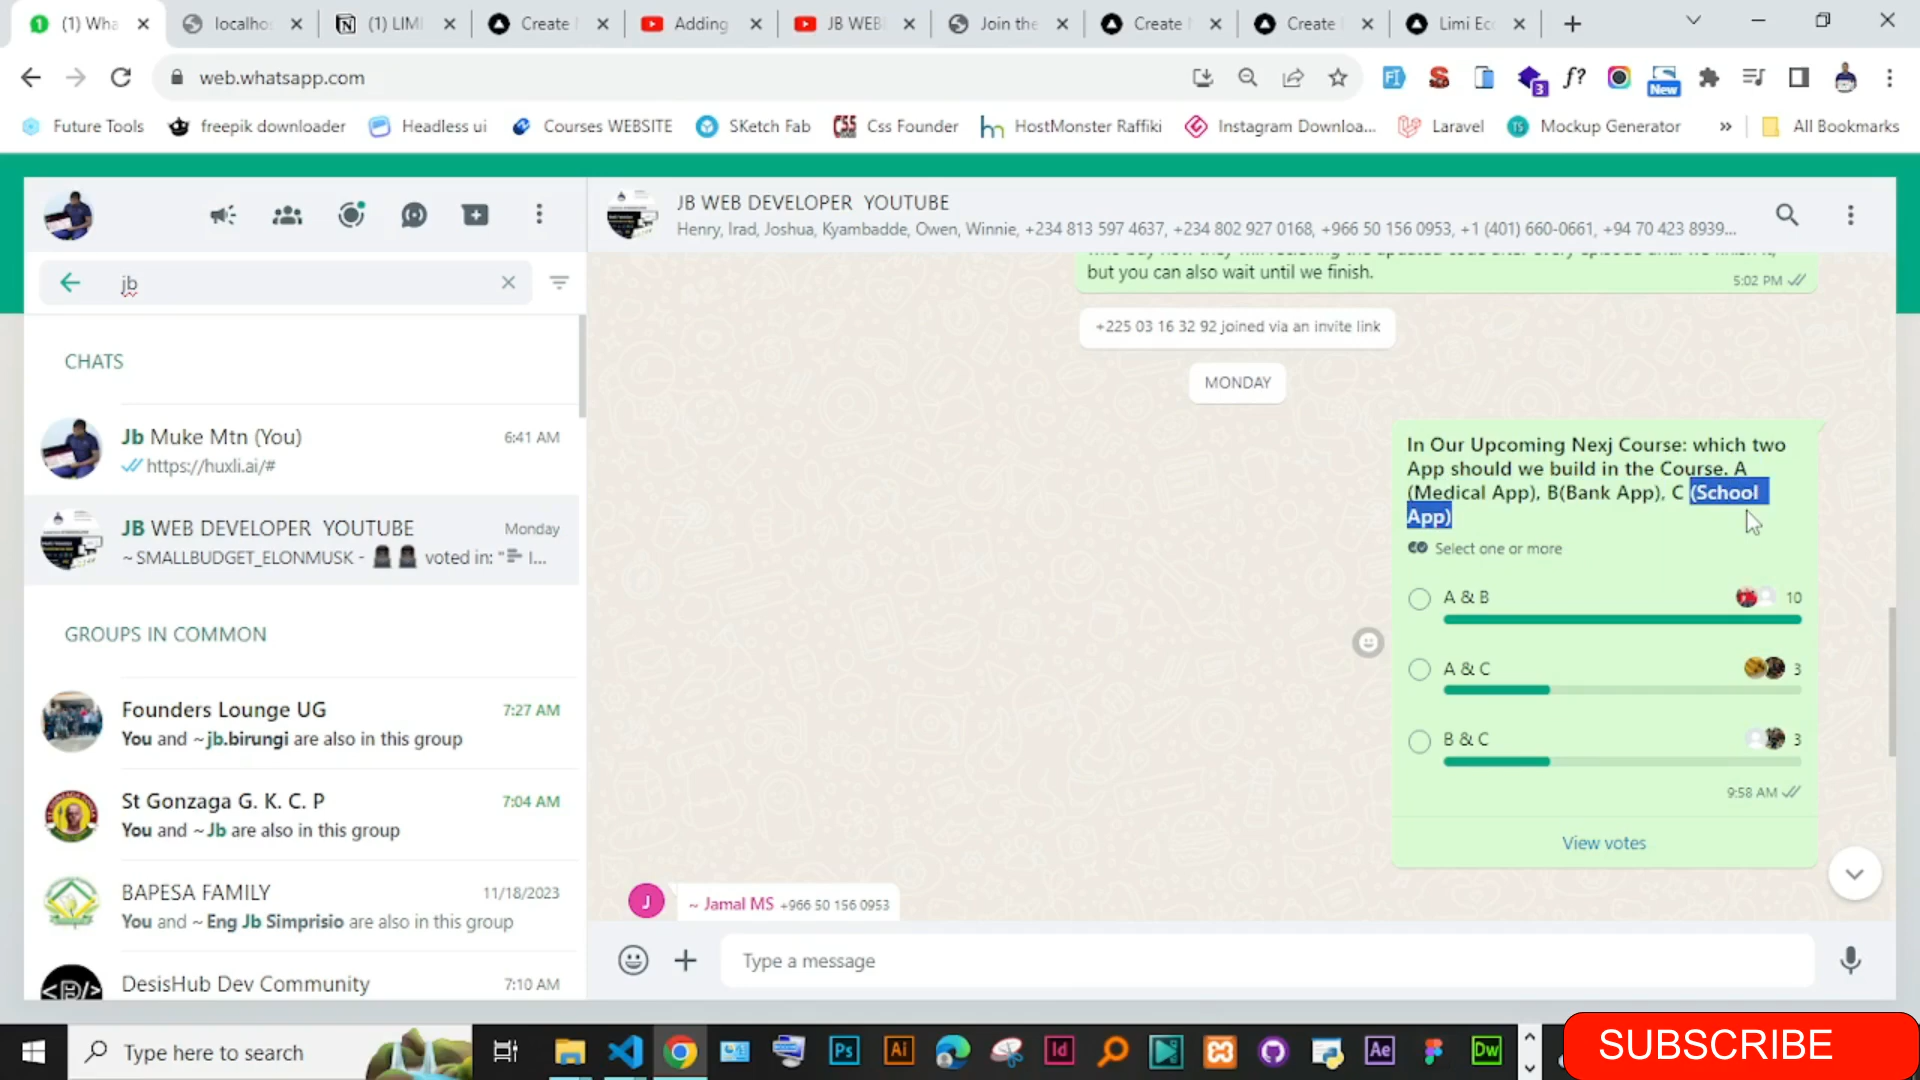 (1) Wha
localho
(1) LIMI
Create
Adding
JB WEB
Join the
Create
Create
Limi Ec
web.whatsapp.com
3
New
Future Tools
freepik downloader
Headless ui
Courses WEBSITE
SKetch Fab
Css Founder
HostMonster Raffiki
Instagram Downloa...
Laravel
Mockup Generator
»
All Bookmarks
JB WEB DEVELOPER YOUTUBE
Henry, Irad, Joshua, Kyambadde, Owen, Winnie, +234 813 597 4637, +234 802 927 0168, +966 50 156 0953, +1 (401) 660-0661, +94 70 423 8939...
jb
CHATS
Jb Muke Mtn (You)
6:41 AM
https://huxli.ai/#
JB WEB DEVELOPER YOUTUBE
Monday
~ SMALLBUDGET_ELONMUSK - voted in: "
GROUPS IN COMMON
Founders Lounge UG
7:27 AM
You and ~jb.birungi are also in this group
St Gonzaga G. K. C. P
7:04 AM
You and ~Jb are also in this group
BAPESA FAMILY
11/18/2023
You and ~ Eng Jb Simprisio are also in this group
DesisHub Dev Community
7:10 AM
but you can also wait until we finish.
5:02 PM
+225 03 16 32 92 joined via an invite link
MONDAY
In Our Upcoming Nexj Course: which two
App should we build in the Course. A
(Medical App), B(Bank App), C (School
App)
Select one or more
A & B
10
A & C
3
B & C
3
9:58 AM
View votes
J
~ Jamal MS +966 50 156 0953
Type a message
Type here to search
Ps
Ai
Id
Ae
Dw
SUBSCRIBE